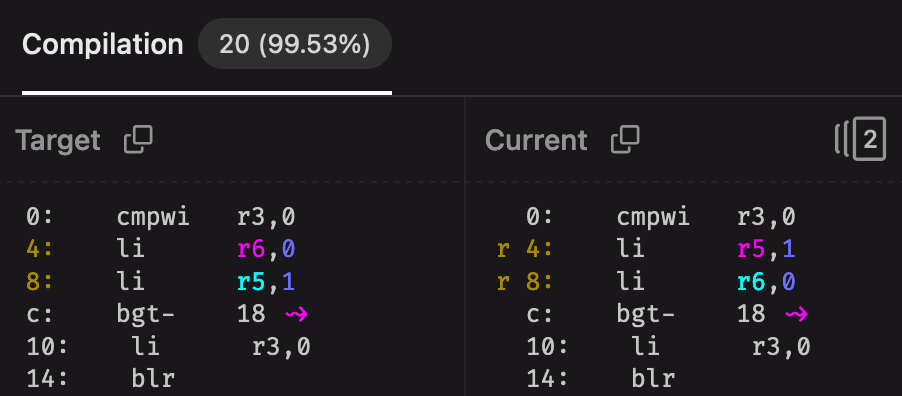 Compilation 20 (99.53%)
Target
Current 2
0: cmpwi r3,0
4: li r6,0
8: li r5,1
c: bgt- 18 ⤳
10: li r3,0
14: blr
0: cmpwi r3,0
r 4: li r5,1
r 8: li r6,0
c: bgt- 18 ⤳
10: li r3,0
14: blr